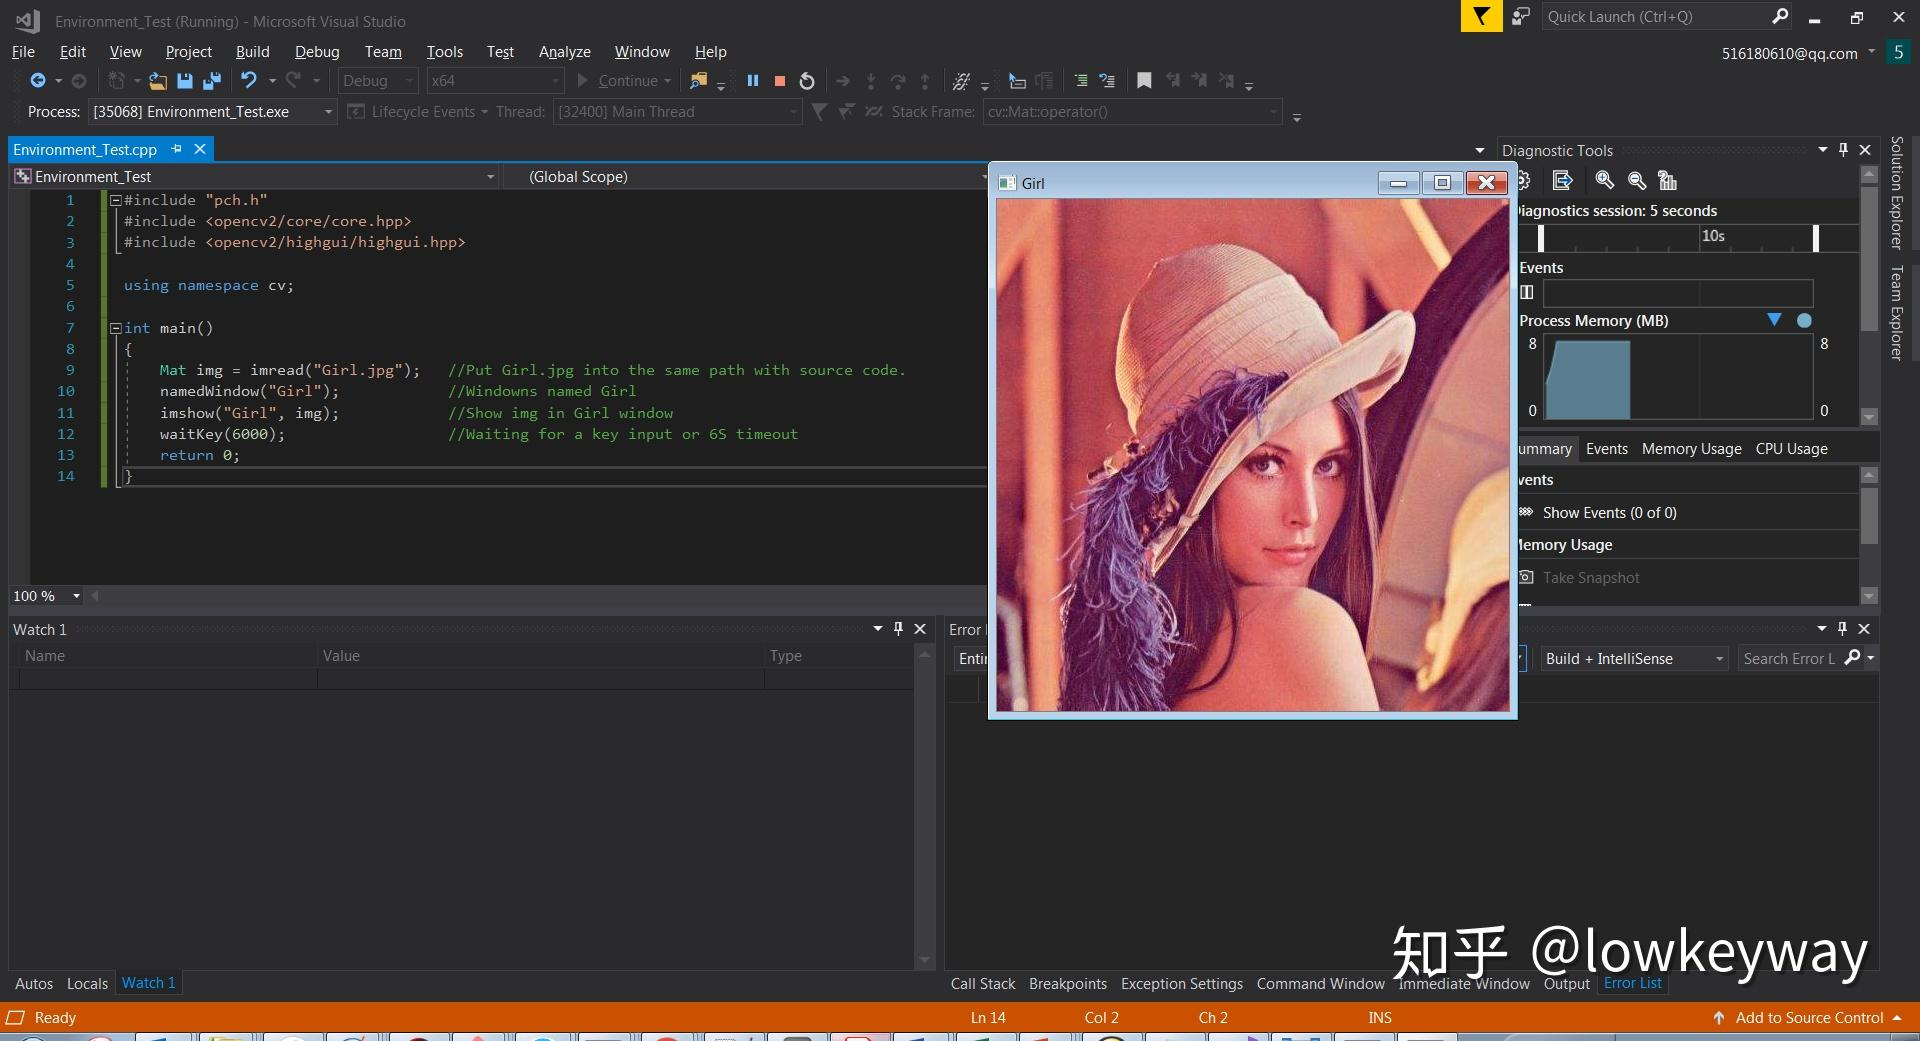 Environment_Test (Running) - Microsoft Visual Studio
Quick Launch (Ctrl+Q)
File Edit View Project Build Debug Team Tools Test Analyze Window Help
516180610@qq.com 5
Debug x64 Continue
Process: [35068] Environment_Test.exe Lifecycle Events Thread: [32400] Main Thread Stack Frame: cv::Mat::operator()
Environment_Test.cpp
Environment_Test (Global Scope)
1 #include "pch.h"
2 #include <opencv2/core/core.hpp>
3 #include <opencv2/highgui/highgui.hpp>
4
5 using namespace cv;
6
7 int main()
8 {
9 Mat img = imread("Girl.jpg"); //Put Girl.jpg into the same path with source code.
10 namedWindow("Girl"); //Windowns named Girl
11 imshow("Girl", img); //Show img in Girl window
12 waitKey(6000); //Waiting for a key input or 6S timeout
13 return 0;
14 }
100 %
Girl
Diagnostic Tools
Diagnostics session: 5 seconds
10s
Events
Process Memory (MB)
8 8
0 0
ummary Events Memory Usage CPU Usage
vents
Show Events (0 of 0)
Memory Usage
Take Snapshot
Solution Explorer
Team Explorer
Watch 1
Name Value Type
Error
Entir
Build + IntelliSense
Search Error L
知乎 @lowkeyway
Autos Locals Watch 1
Call Stack Breakpoints Exception Settings Command Window Immediate Window Output Error List
Ready Ln 14 Col 2 Ch 2 INS Add to Source Control